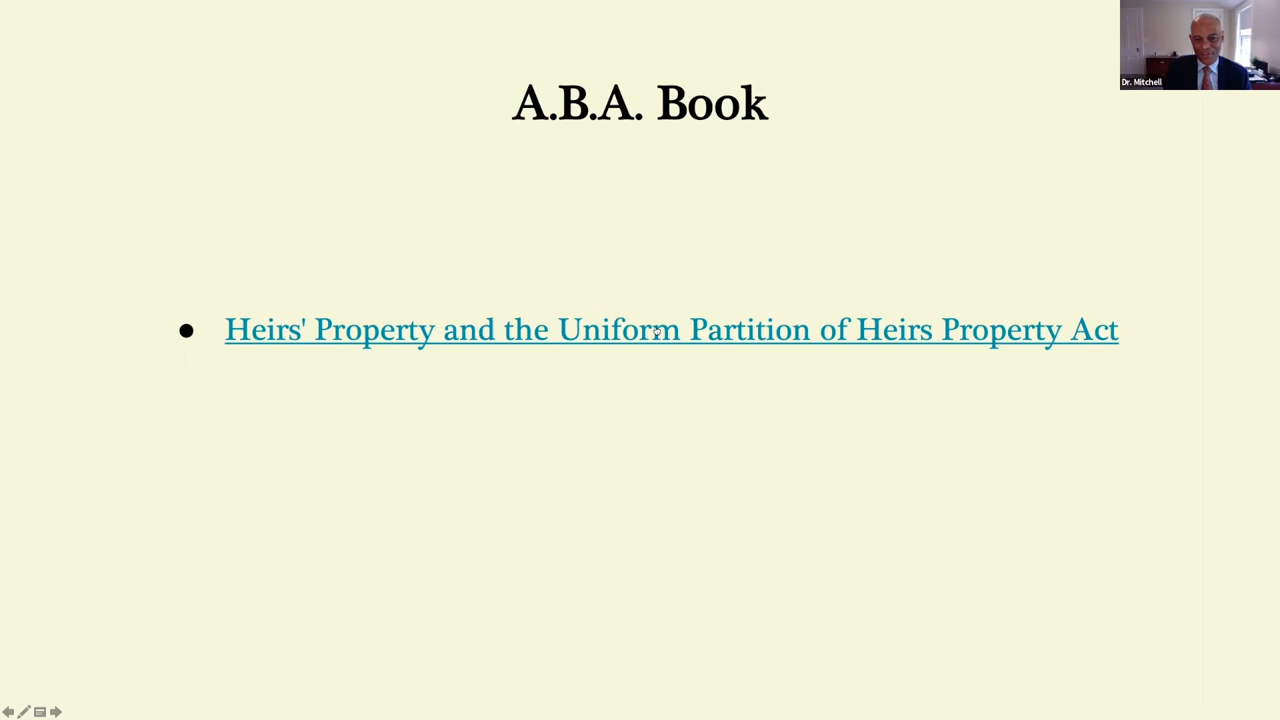 A.B.A. Book
Dr. Mitchell
● Heirs' Property and the Uniform Partition of Heirs Property Act